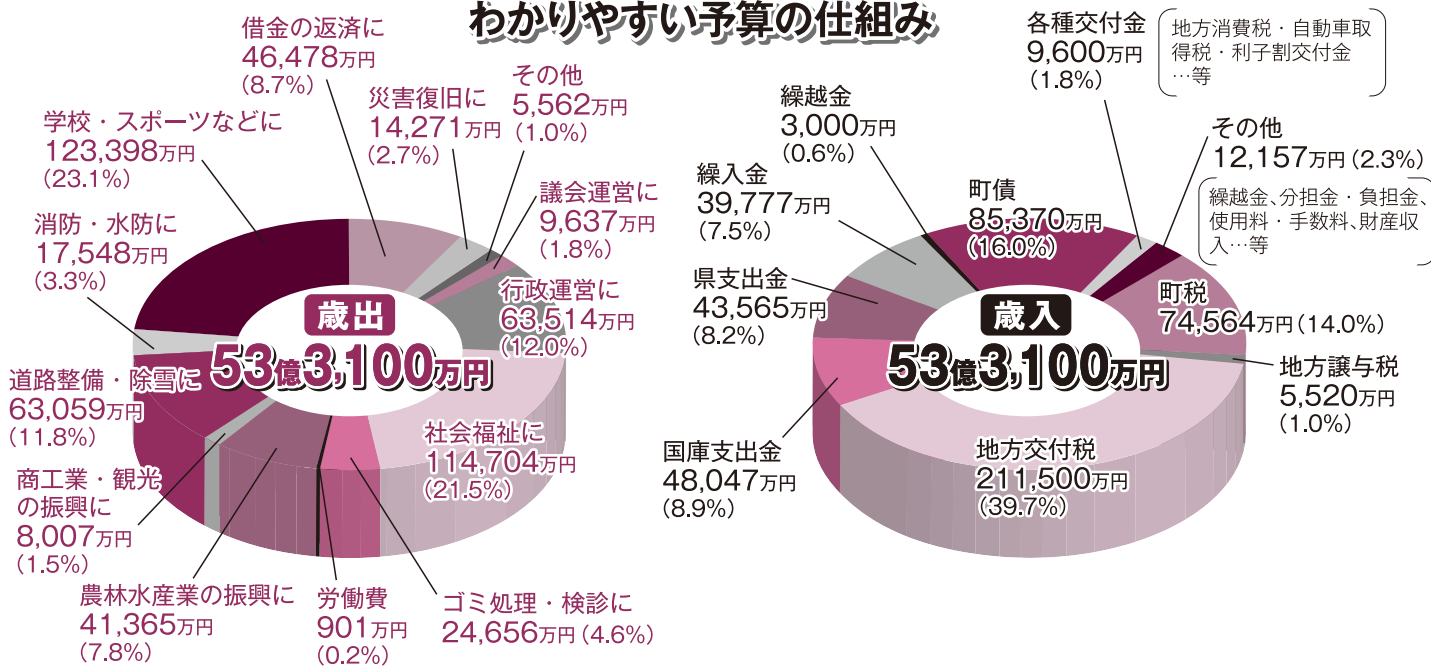 わかりやすい予算の仕組み
借金の返済に
46,478万円
(8.7%)
災害復旧に
14,271万円
(2.7%)
その他
5,562万円
(1.0%)
議会運営に
9,637万円
(1.8%)
行政運営に
63,514万円
(12.0%)
社会福祉に
114,704万円
(21.5%)
ゴミ処理・検診に
24,656万円(4.6%)
労働費
901万円
(0.2%)
農林水産業の振興に
41,365万円
(7.8%)
商工業・観光
の振興に
8,007万円
(1.5%)
道路整備・除雪に
63,059万円
(11.8%)
消防・水防に
17,548万円
(3.3%)
学校・スポーツなどに
123,398万円
(23.1%)
歳出
53億3,100万円
各種交付金
9,600万円
(1.8%)
地方消費税・自動車取
得税・利子割交付金
…等
その他
12,157万円(2.3%)
繰越金、分担金・負担金、
使用料・手数料、財産収
入…等
町税
74,564万円(14.0%)
地方譲与税
5,520万円
(1.0%)
地方交付税
211,500万円
(39.7%)
国庫支出金
48,047万円
(8.9%)
県支出金
43,565万円
(8.2%)
繰入金
39,777万円
(7.5%)
繰越金
3,000万円
(0.6%)
町債
85,370万円
(16.0%)
歳入
53億3,100万円